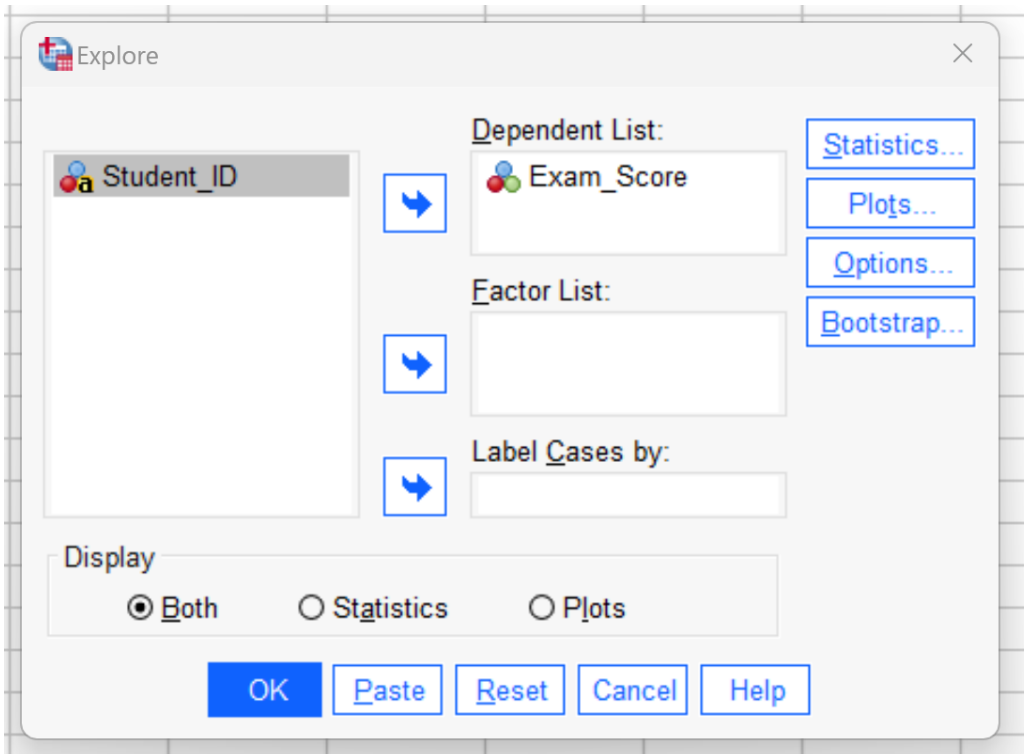 Explore
Dependent List:
Statistics...
a Student_ID
Exam_Score
Plots...
Options...
Factor List:
Bootstrap...
Label Cases by:
Display
Both Statistics Plots
OK Paste Reset Cancel Help